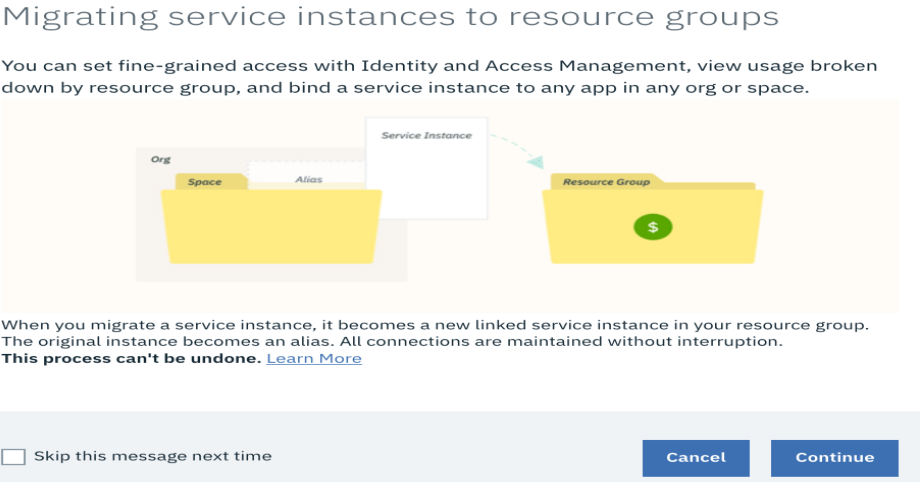 Migrating service instances to resource groups
You can set fine-grained access with Identity and Access Management, view usage broken
down by resource group, and bind a service instance to any app in any org or space.
Service Instance
Org
Alias
Space
Resource Group
$
When you migrate a service instance, it becomes a new linked service instance in your resource group.
The original instance becomes an alias. All connections are maintained without interruption.
This process can't be undone. Learn More
Skip this message next time
Cancel
Continue